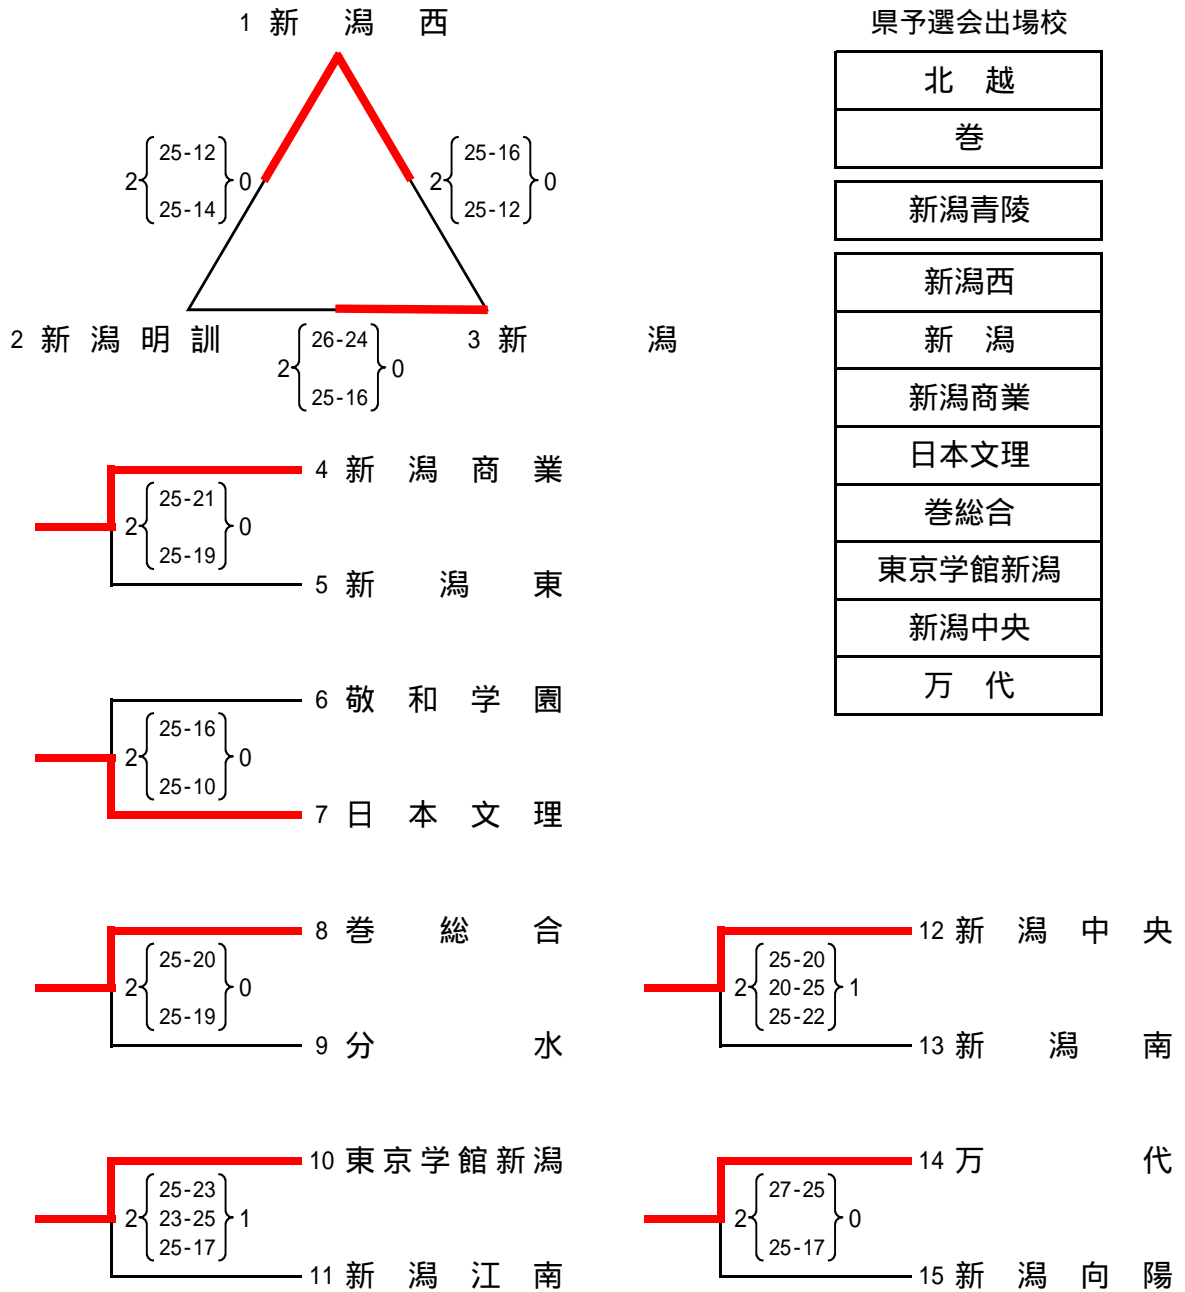 1 新潟西
2 25-12 0
25-14
2 25-16 0
25-12
2 新潟明訓
3 新潟
2 26-24 0
25-16
4 新潟商業
2 25-21 0
25-19
5 新潟東
6 敬和学園
2 25-16 0
25-10
7 日本文理
8 巻総合
2 25-20 0
25-19
9 分水
10 東京学館新潟
2 25-23 1
23-25
25-17
11 新潟江南
12 新潟中央
2 25-20 1
20-25
25-22
13 新潟南
14 万代
2 27-25 0
25-17
15 新潟向陽
県予選会出場校
北越
巻
新潟青陵
新潟西
新潟
新潟商業
日本文理
巻総合
東京学館新潟
新潟中央
万代